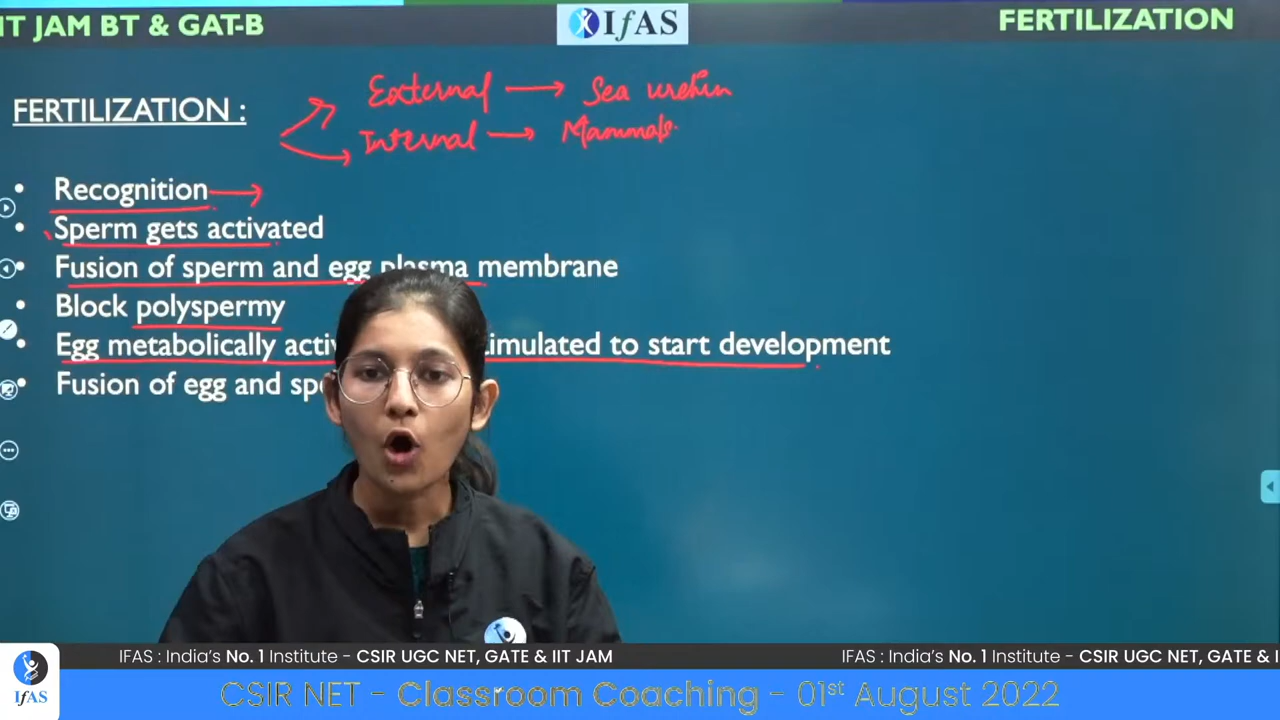 IIT JAM BT & GAT-B
IfAS
FERTILIZATION
FERTILIZATION :
External → Sea urchin
Internal → Mammals
• Recognition →
• Sperm gets activated
• Fusion of sperm and egg plasma membrane
• Block polyspermy
• Egg metabolically timulated to start development
• Fusion of egg and
IFAS : India's No. 1 Institute - CSIR UGC NET, GATE & IIT JAM
IFAS : India's No. 1 Institute - CSIR UGC NET, GATE &
IfAS
CSIR NET - Classroom Coaching - 01st August 2022